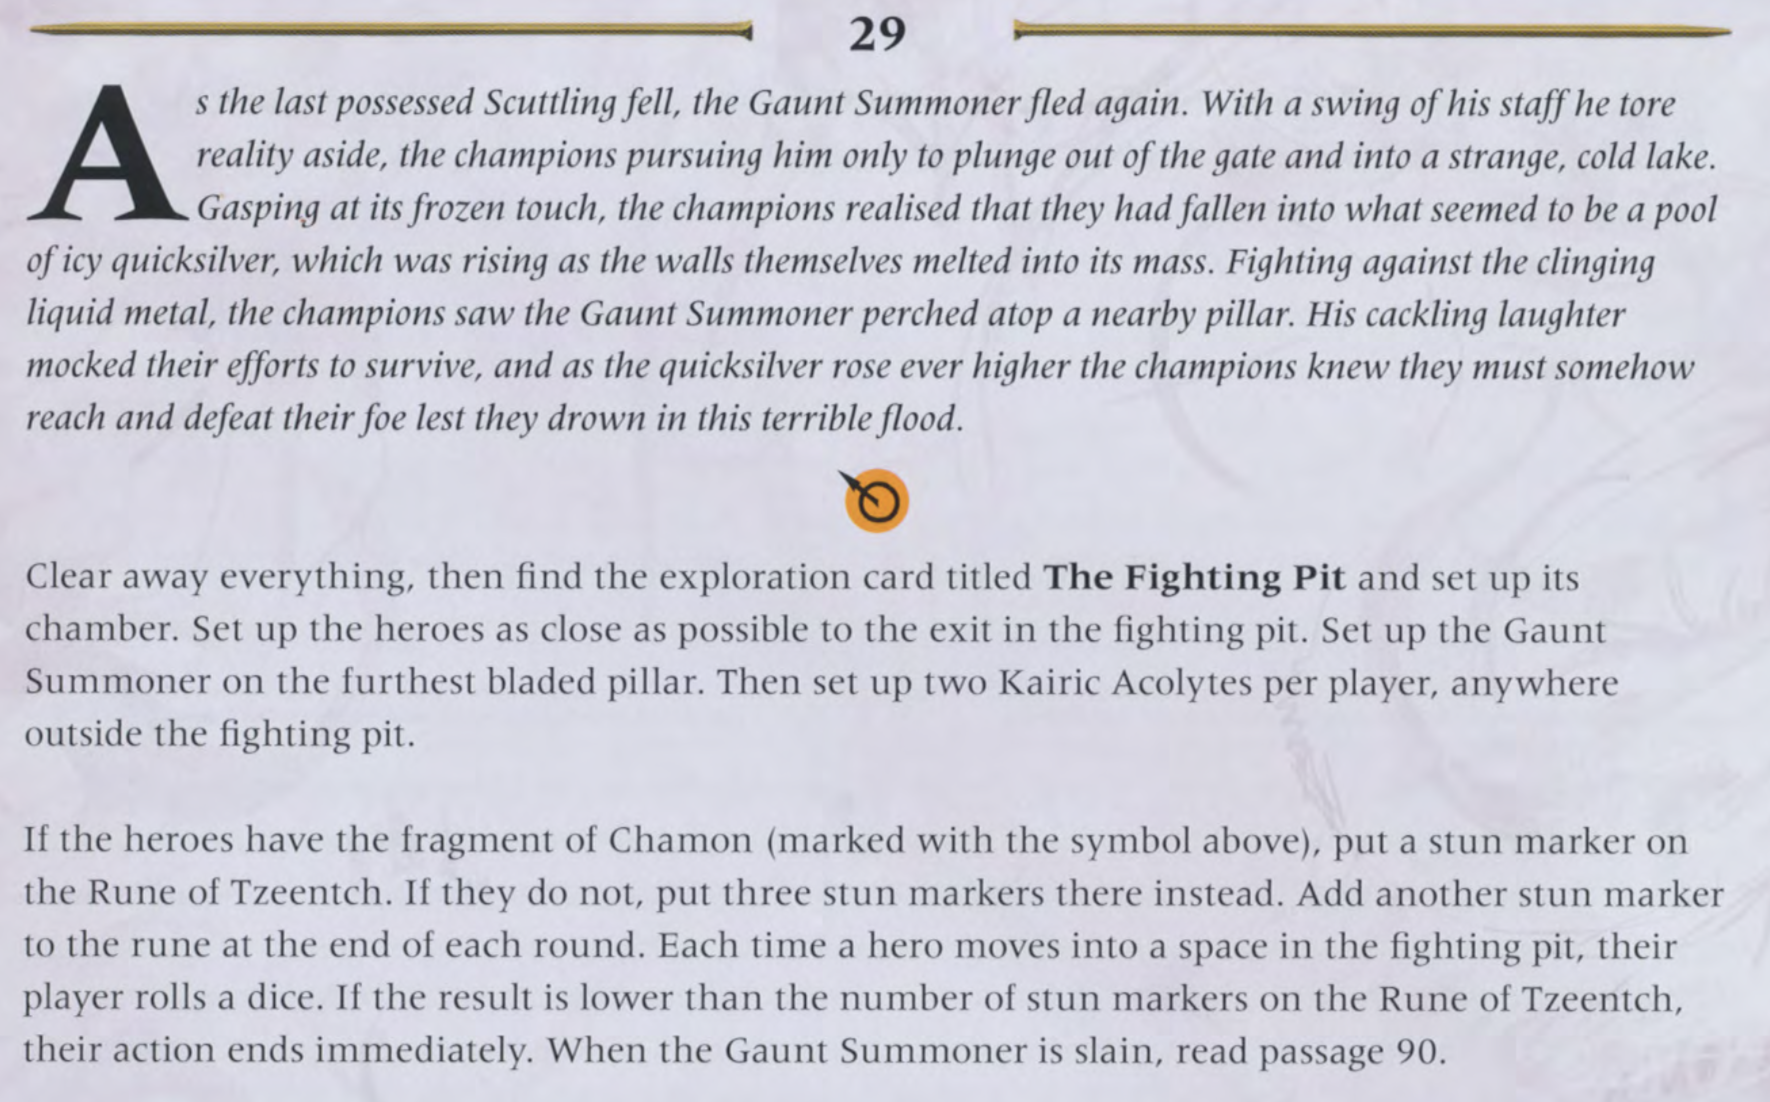 29
As the last possessed Scuttling fell, the Gaunt Summoner fled again. With a swing of his staff he tore
reality aside, the champions pursuing him only to plunge out of the gate and into a strange, cold lake.
Gasping at its frozen touch, the champions realised that they had fallen into what seemed to be a pool
of icy quicksilver, which was rising as the walls themselves melted into its mass. Fighting against the clinging
liquid metal, the champions saw the Gaunt Summoner perched atop a nearby pillar. His cackling laughter
mocked their efforts to survive, and as the quicksilver rose ever higher the champions knew they must somehow
reach and defeat their foe lest they drown in this terrible flood.
Clear away everything, then find the exploration card titled The Fighting Pit and set up its
chamber. Set up the heroes as close as possible to the exit in the fighting pit. Set up the Gaunt
Summoner on the furthest bladed pillar. Then set up two Kairic Acolytes per player, anywhere
outside the fighting pit.
If the heroes have the fragment of Chamon (marked with the symbol above), put a stun marker on
the Rune of Tzeentch. If they do not, put three stun markers there instead. Add another stun marker
to the rune at the end of each round. Each time a hero moves into a space in the fighting pit, their
player rolls a dice. If the result is lower than the number of stun markers on the Rune of Tzeentch,
their action ends immediately. When the Gaunt Summoner is slain, read passage 90.